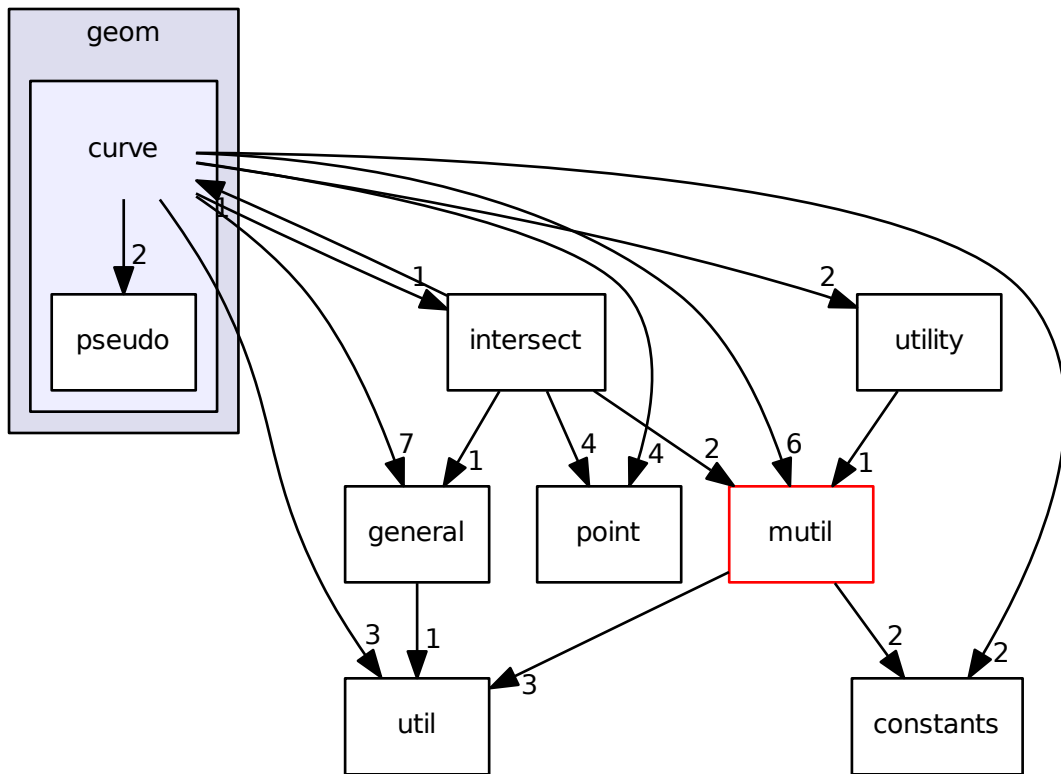 geom
curve
1
2
1
2
pseudo
intersect
utility
7
1
4
4
2
6
1
general
point
mutil
3
1
3
2
2
util
constants